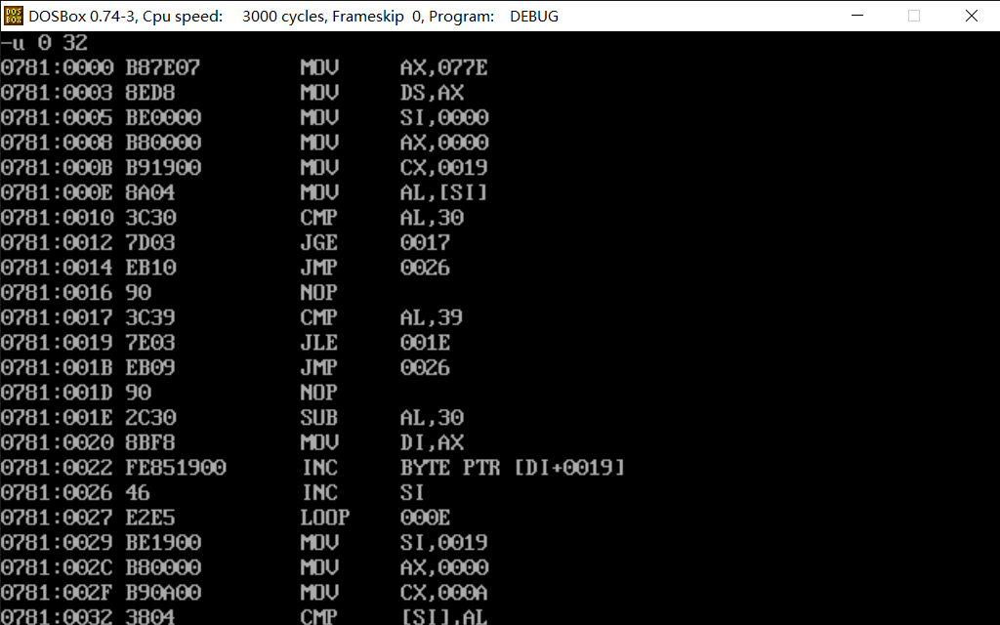 DOS BOX DOSBox 0.74-3, Cpu speed: 3000 cycles, Frameskip 0, Program: DEBUG
-u 0 32
0781:0000 B87E07 MOV AX,077E
0781:0003 8ED8 MOV DS,AX
0781:0005 BE0000 MOV SI,0000
0781:0008 B80000 MOV AX,0000
0781:000B B91900 MOV CX,0019
0781:000E 8A04 MOV AL,[SI]
0781:0010 3C30 CMP AL,30
0781:0012 7D03 JGE 0017
0781:0014 EB10 JMP 0026
0781:0016 90 NOP
0781:0017 3C39 CMP AL,39
0781:0019 7E03 JLE 001E
0781:001B EB09 JMP 0026
0781:001D 90 NOP
0781:001E 2C30 SUB AL,30
0781:0020 8BF8 MOV DI,AX
0781:0022 FE851900 INC BYTE PTR [DI+0019]
0781:0026 46 INC SI
0781:0027 E2E5 LOOP 000E
0781:0029 BE1900 MOV SI,0019
0781:002C B80000 MOV AX,0000
0781:002F B90A00 MOV CX,000A
0781:0032 3804 CMP [SI],AL